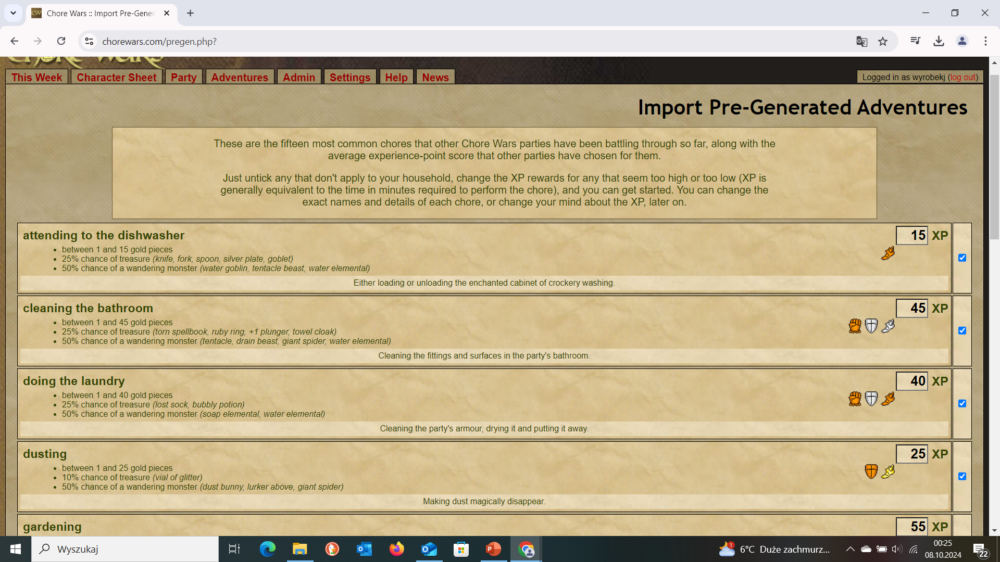 Chore Wars :: Import Pre-Gener
chorewars.com/pregen.php?
Chore Wars
This Week Character Sheet Party Adventures Admin Settings Help News
Logged in as wyrobekj (log out)
Import Pre-Generated Adventures
These are the fifteen most common chores that other Chore Wars parties have been battling through so far, along with the
average experience-point score that other parties have chosen for them.
Just untick any that don't apply to your household, change the XP rewards for any that seem too high or too low (XP is
generally equivalent to the time in minutes required to perform the chore), and you can get started. You can change the
exact names and details of each chore, or change your mind about the XP, later on.
attending to the dishwasher 15 XP
• between 1 and 15 gold pieces
• 25% chance of treasure (knife, fork, spoon, silver plate, goblet)
• 50% chance of a wandering monster (water goblin, tentacle beast, water elemental)
Either loading or unloading the enchanted cabinet of crockery washing.
cleaning the bathroom 45 XP
• between 1 and 45 gold pieces
• 25% chance of treasure (torn spellbook, ruby ring, +1 plunger, towel cloak)
• 50% chance of a wandering monster (tentacle, drain beast, giant spider, water elemental)
Cleaning the fittings and surfaces in the party's bathroom.
doing the laundry 40 XP
• between 1 and 40 gold pieces
• 25% chance of treasure (lost sock, bubbly potion)
• 50% chance of a wandering monster (soap elemental, water elemental)
Cleaning the party's armour, drying it and putting it away.
dusting 25 XP
• between 1 and 25 gold pieces
• 10% chance of treasure (vial of glitter)
• 50% chance of a wandering monster (dust bunny, lurker above, giant spider)
Making dust magically disappear.
gardening 55 XP
Wyszukaj
1 6°C Duże zachmurz...
00:25
08.10.2024
22